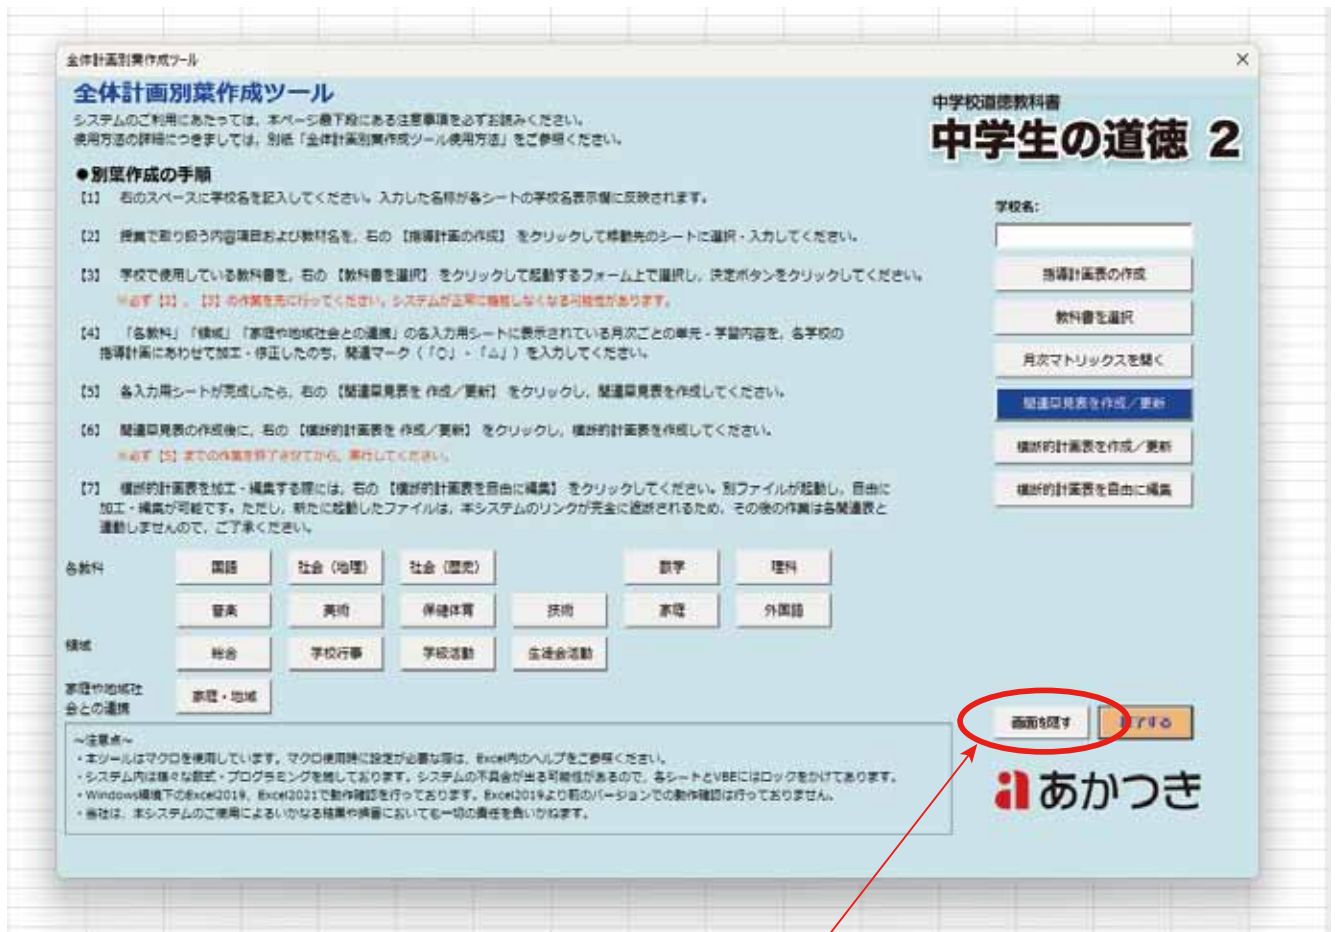 全体計画別葉作成ツール
全体計画別葉作成ツール
システムのご利用にあたっては、本ページ最下段にある注意事項を必ずお読みください。
使用方法の詳細につきましては、別紙「全体計画別葉作成ツール使用方法」をご参照ください。
中学校道徳教科書
中学生の道徳 2
●別葉作成の手順
【1】 右のスペースに学校名を記入してください。入力した名称が各シートの学校名表示欄に反映されます。
【2】 授業で取り扱う内容項目および教材名を、右の【指導計画の作成】をクリックして移動先のシートに選択・入力してください。
【3】 学校で使用している教科書を、右の【教科書を選択】をクリックして起動するフォーム上で選択し、決定ボタンをクリックしてください。
※必ず【2】、【3】の作業を先に行ってください。システムが正常に機能しなくなる可能性があります。
【4】 「各教科」「領域」「家庭や地域社会との連携」の各入力用シートに表示されている月次ごとの単元・学習内容を、各学校の
指導計画にあわせて加工・修正したのち、関連マーク（「○」・「△」）を入力してください。
【5】 各入力用シートが完成したら、右の【関連早見表を 作成／更新】をクリックし、関連早見表を作成してください。
【6】 関連早見表の作成後に、右の【横断的計画表を 作成／更新】をクリックし、横断的計画表を作成してください。
※必ず【5】までの作業を終了させてから、実行してください。
【7】 横断的計画表を加工・編集する際には、右の【横断的計画表を自由に編集】をクリックしてください。別ファイルが起動し、自由に
加工・編集が可能です。ただし、新たに起動したファイルは、本システムのリンクが完全に遮断されるため、その後の作業は各関連表と
連動しませんので、ご了承ください。
学校名：
指導計画表の作成
教科書を選択
月次マトリックスを開く
関連早見表を作成／更新
横断的計画表を作成／更新
横断的計画表を自由に編集
各教科 国語 社会（地理） 社会（歴史） 数学 理科
音楽 美術 保健体育 技術 家庭 外国語
領域 総合 学校行事 学級活動 生徒会活動
家庭や地域社
会との連携 家庭・地域
画面を隠す 終了する
～注意点～
・本ツールはマクロを使用しています。マクロ使用時に設定が必要な際は、Excel内のヘルプをご参照ください。
・システム内は様々な数式・プログラミングを施しております。システムの不具合が出る可能性があるので、各シートとVBEにはロックをかけてあります。
・Windows環境下のExcel2019、Excel2021で動作確認を行っております。Excel2019より前のバージョンでの動作確認は行っておりません。
・当社は、本システムのご使用によるいかなる結果や損害においても一切の責任を負いかねます。
あかつき